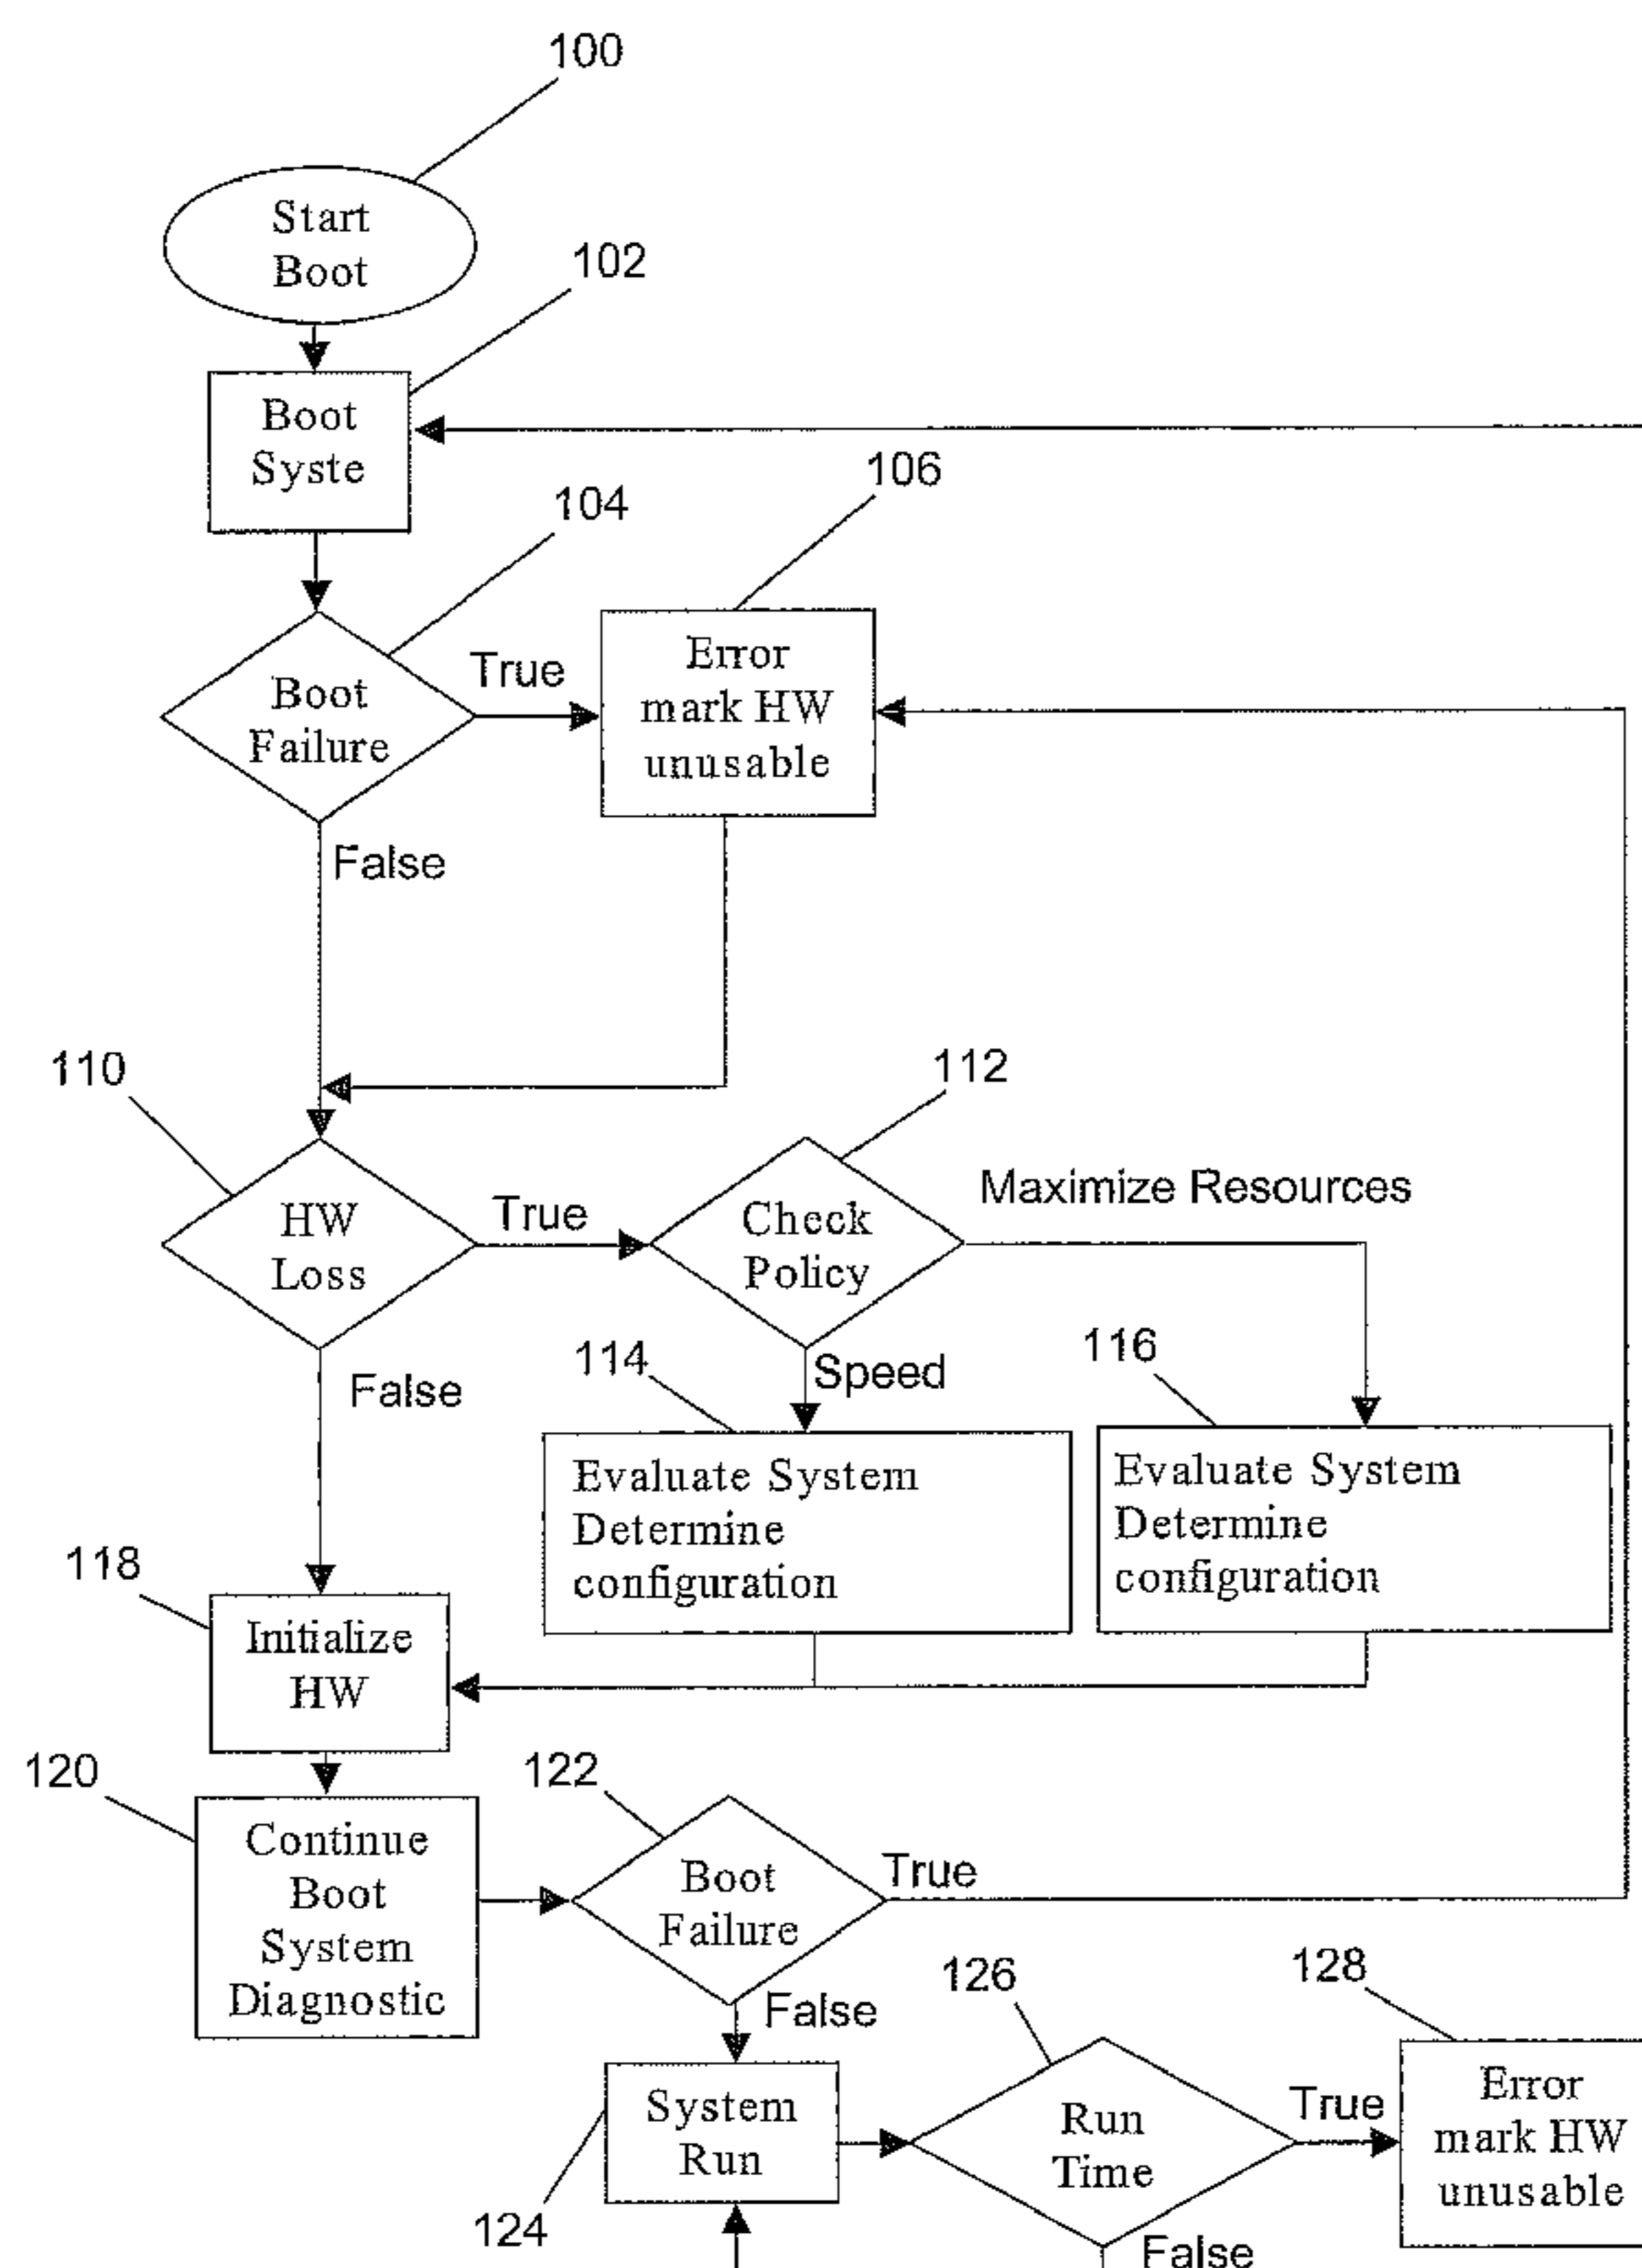 100
Start
Boot
102
Boot
Syste
104
106
Boot
Failure
True
Error
mark HW
unusable
False
110
112
HW
Loss
True
Check
Policy
Maximize Resources
False
114
Speed
116
Evaluate System
Determine
configuration
Evaluate System
Determine
configuration
118
Initialize
HW
120
122
Continue
Boot
System
Diagnostic
Boot
Failure
True
False
126
128
System
Run
124
Run
Time
True
Error
mark HW
unusable
False